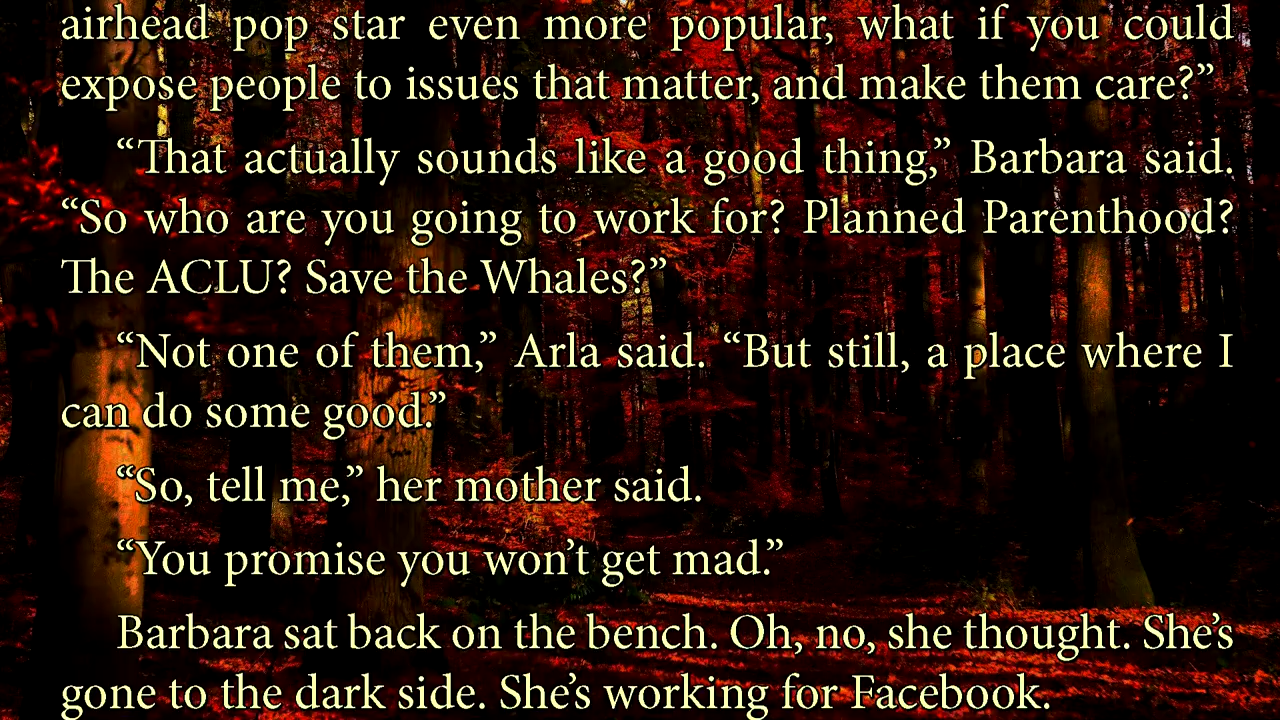 airhead pop star even more popular, what if you could
expose people to issues that matter, and make them care?”
“That actually sounds like a good thing,” Barbara said.
“So who are you going to work for? Planned Parenthood?
The ACLU? Save the Whales?”
“Not one of them,” Arla said. “But still, a place where I
can do some good.”
“So, tell me,” her mother said.
“You promise you won’t get mad.”
Barbara sat back on the bench. Oh, no, she thought. She’s
gone to the dark side. She’s working for Facebook.